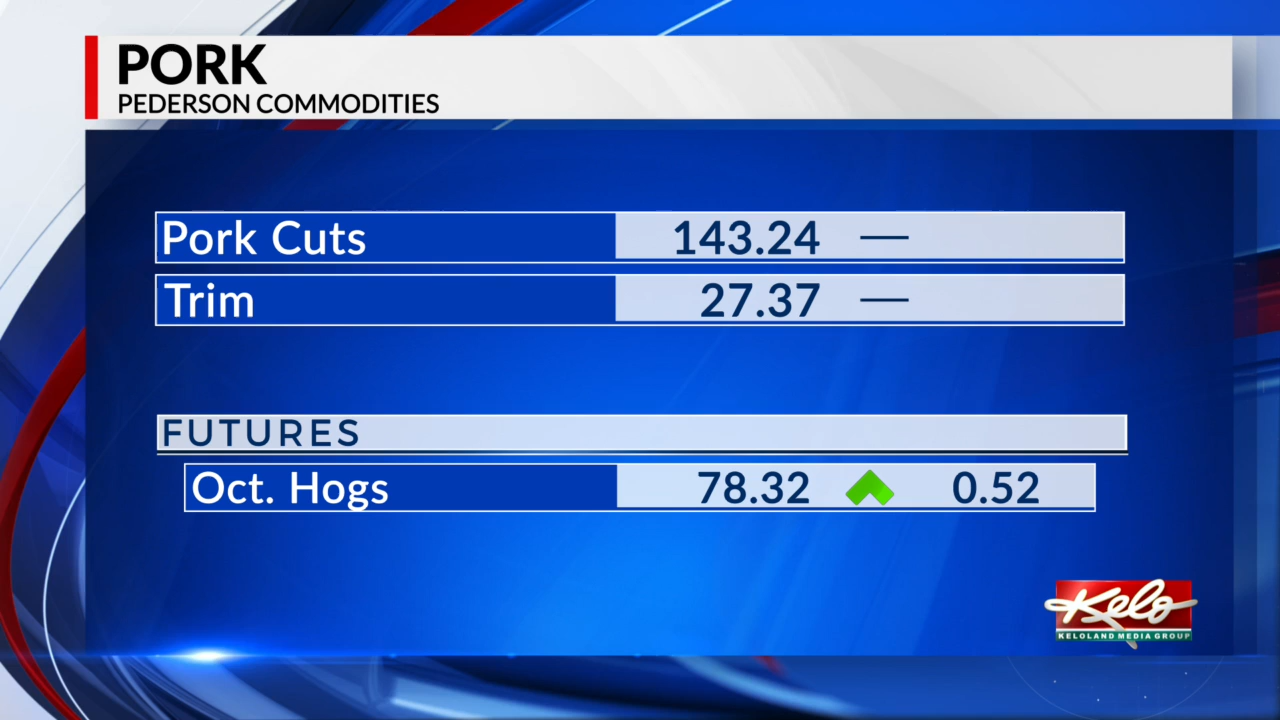 PORK
PEDERSON COMMODITIES
Pork Cuts 143.24 —
Trim 27.37 —
FUTURES
Oct. Hogs 78.32 0.52
Kelo
KELOLAND MEDIA GROUP